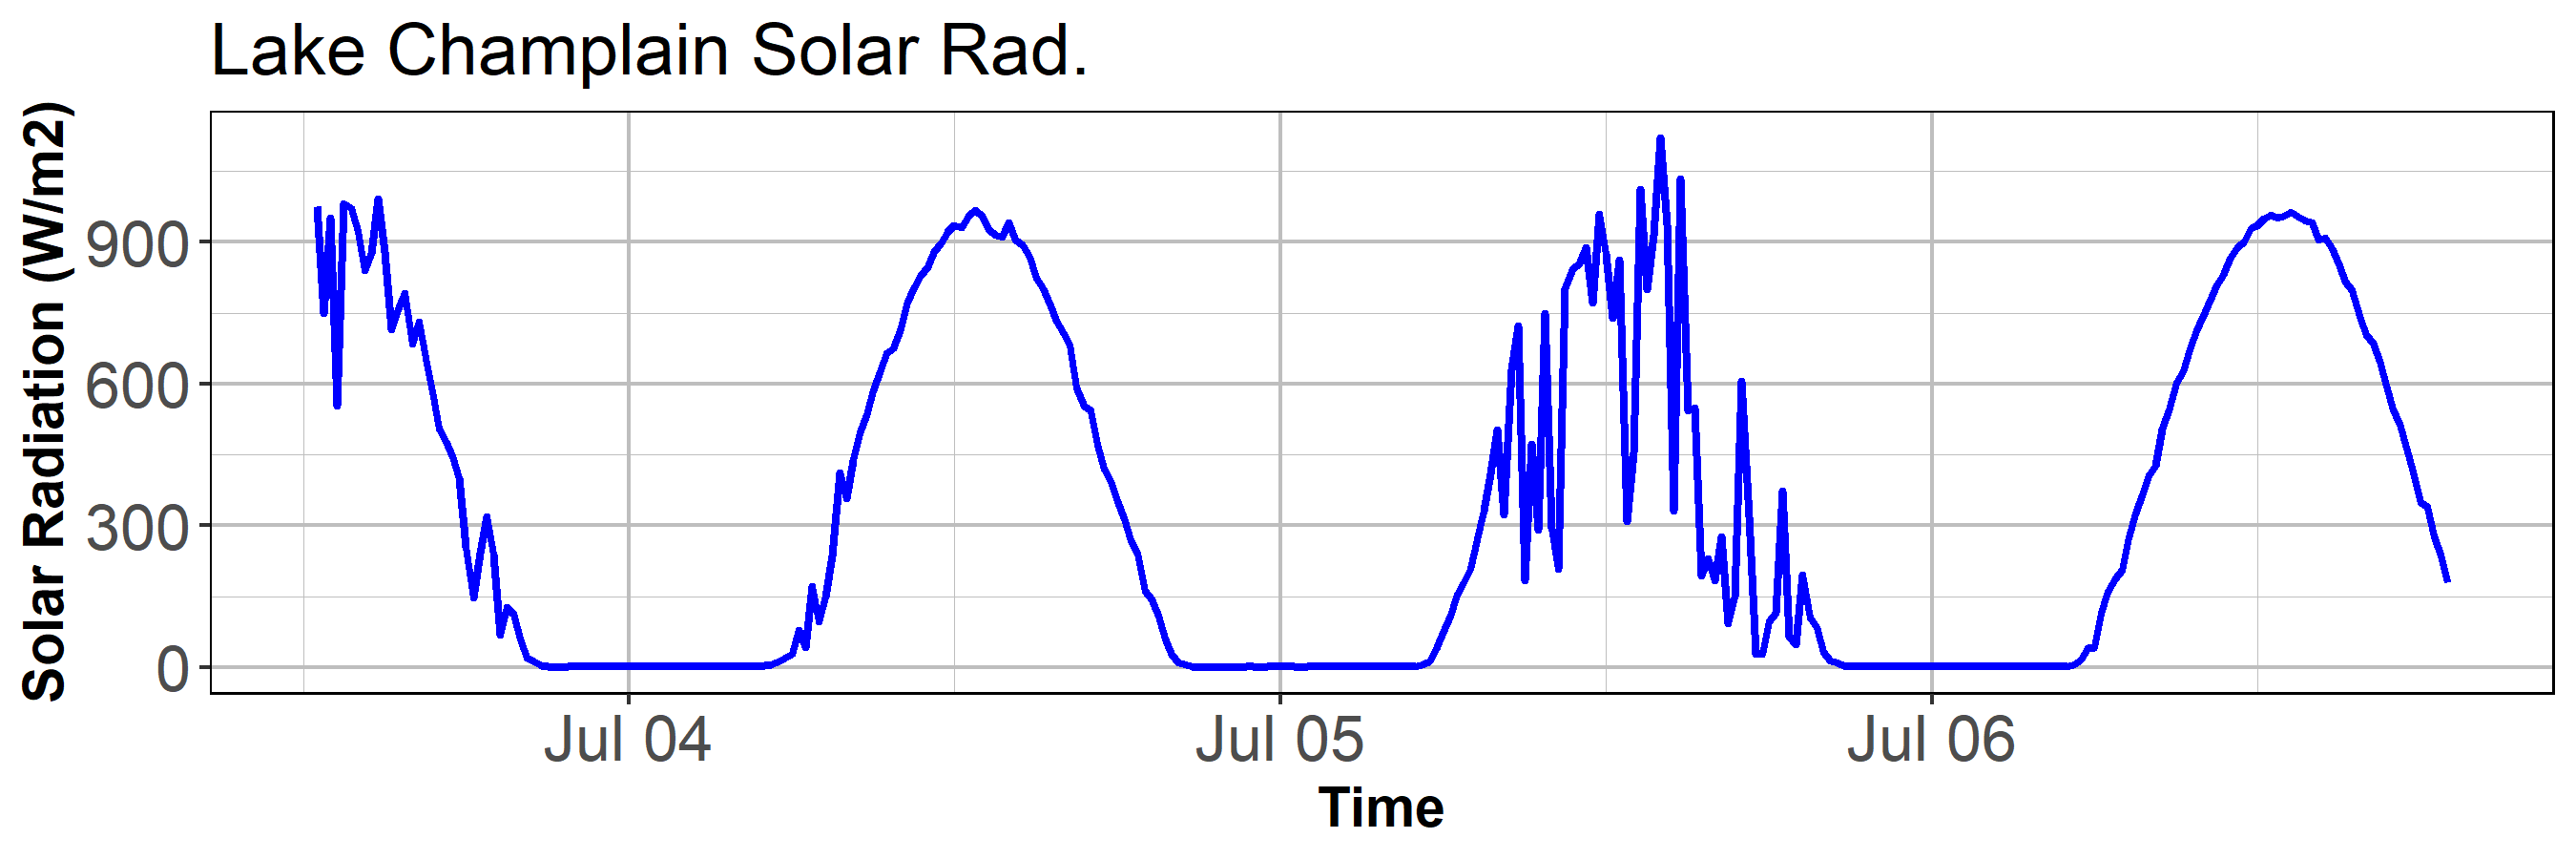 Lake Champlain Solar Rad.
Solar Radiation (W/m2)
900
600
300
0
Jul 04 Jul 05 Jul 06
Time